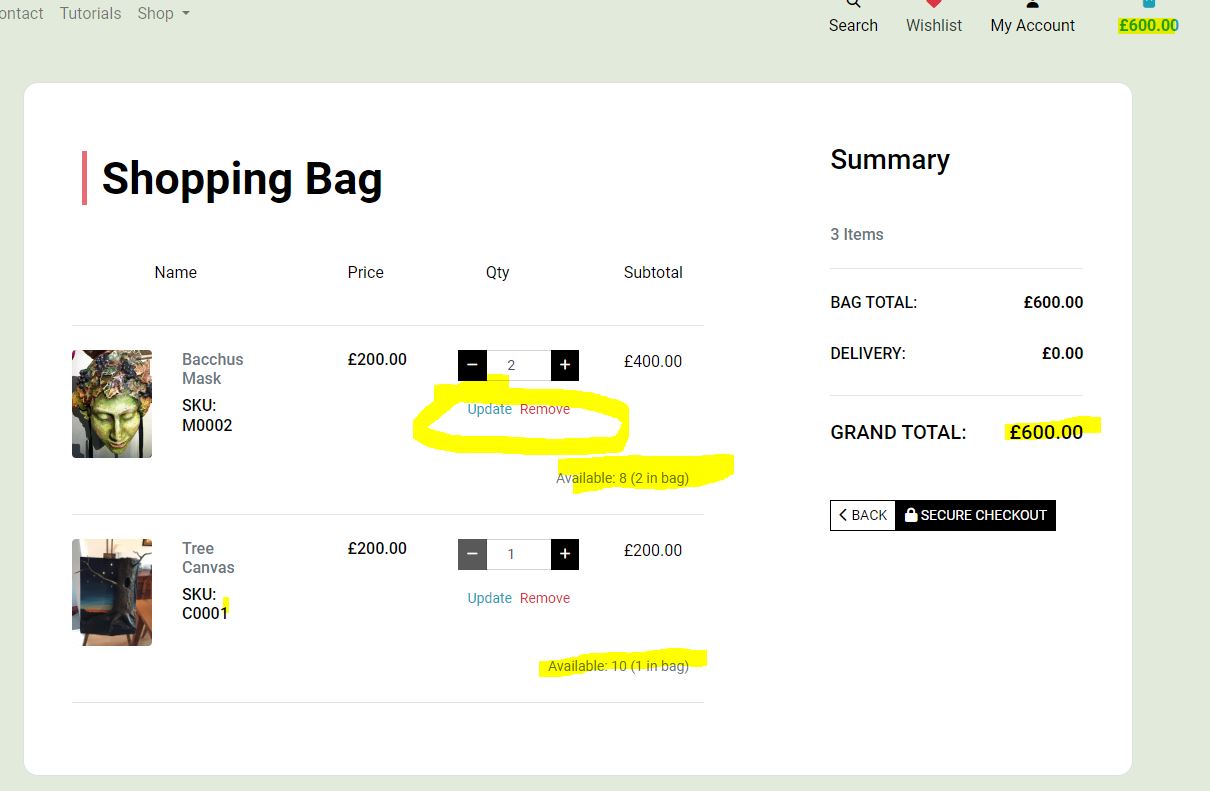 ontact Tutorials Shop
Search Wishlist My Account £600.00
Shopping Bag
Name Price Qty Subtotal
Bacchus
Mask
SKU:
M0002
£200.00
2
£400.00
Update Remove
Available: 8 (2 in bag)
Tree
Canvas
SKU:
C0001
£200.00
1
£200.00
Update Remove
Available: 10 (1 in bag)
Summary
3 Items
BAG TOTAL: £600.00
DELIVERY: £0.00
GRAND TOTAL: £600.00
BACK SECURE CHECKOUT